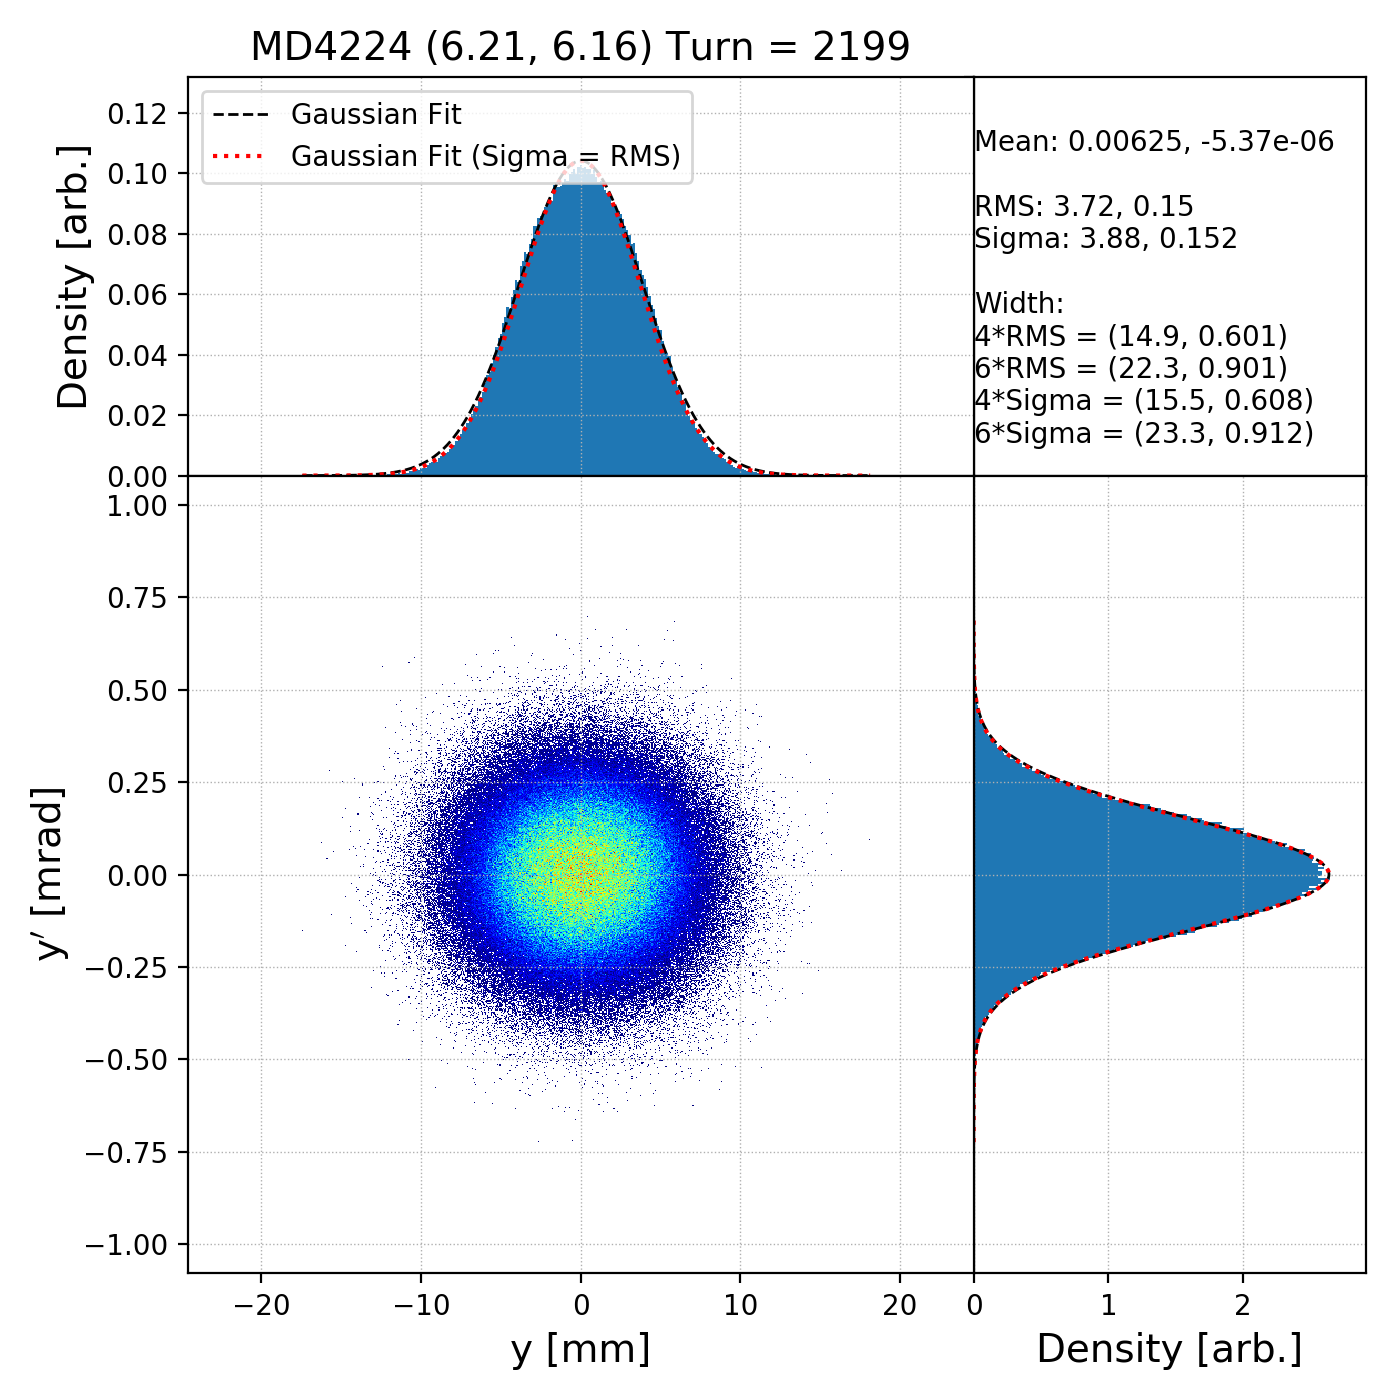 MD4224 (6.21, 6.16) Turn = 2199
Gaussian Fit
Gaussian Fit (Sigma = RMS)
Density [arb.]
0.12
0.10
0.08
0.06
0.04
0.02
0.00
Mean: 0.00625, -5.37e-06
RMS: 3.72, 0.15
Sigma: 3.88, 0.152
Width:
4*RMS = (14.9, 0.601)
6*RMS = (22.3, 0.901)
4*Sigma = (15.5, 0.608)
6*Sigma = (23.3, 0.912)
y′ [mrad]
1.00
0.75
0.50
0.25
0.00
−0.25
−0.50
−0.75
−1.00
−20 −10 0 10 20
y [mm]
0 1 2
Density [arb.]